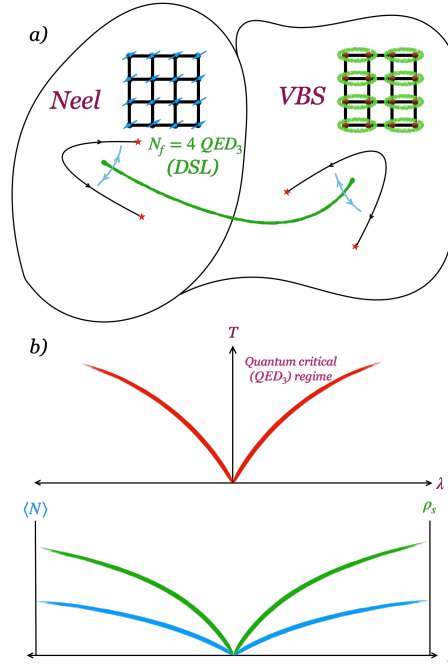 a)
Neel
VBS
N_f = 4 QED_3
(DSL)
b)
T
Quantum critical
(QED_3) regime
λ
⟨N⟩
ρ_s